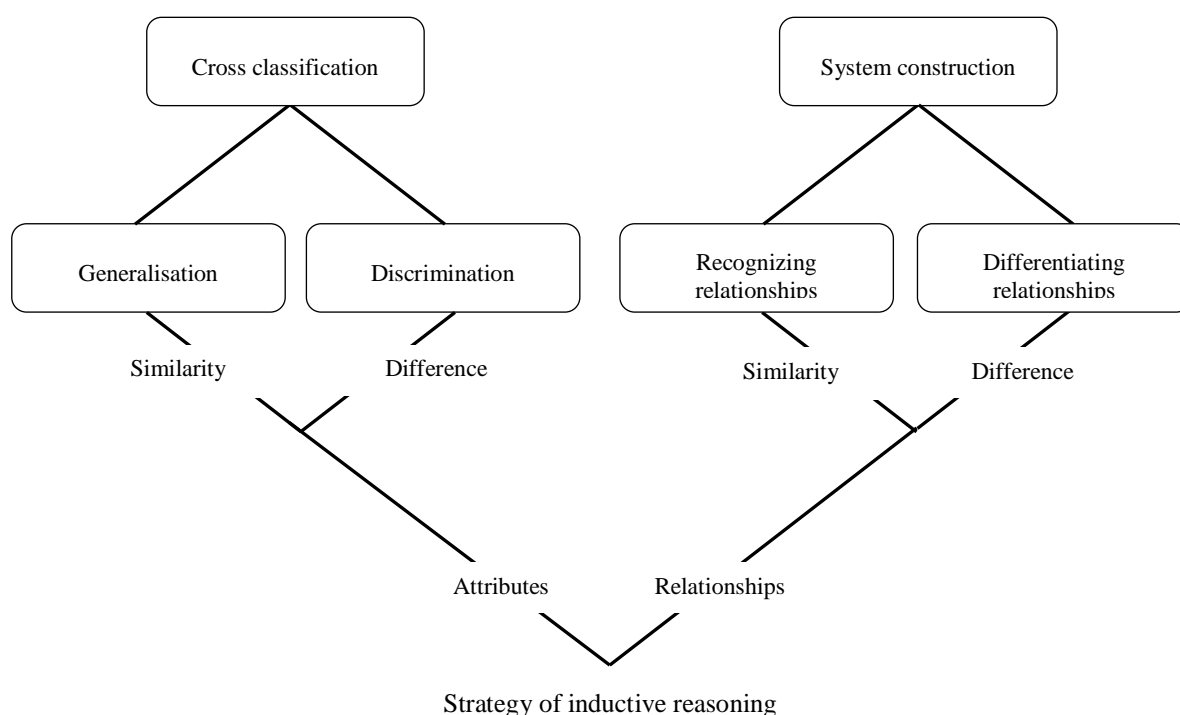 Cross classification
System construction
Generalisation
Discrimination
Recognizing
relationships
Differentiating
relationships
Similarity
Difference
Similarity
Difference
Attributes
Relationships
Strategy of inductive reasoning